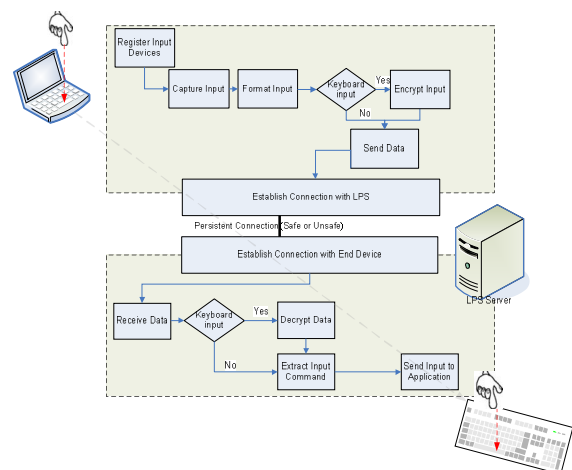 Register Input
Devices
Capture Input
Format Input
Keyboard
input
Yes
Encrypt Input
No
Send Data
Establish Connection with LPS
Persistent Connection(Safe or Unsafe)
Establish Connection with End Device
LPS Server
Receive Data
Keyboard
input
Yes
Decrypt Data
No
Extract Input
Command
Send Input to
Application